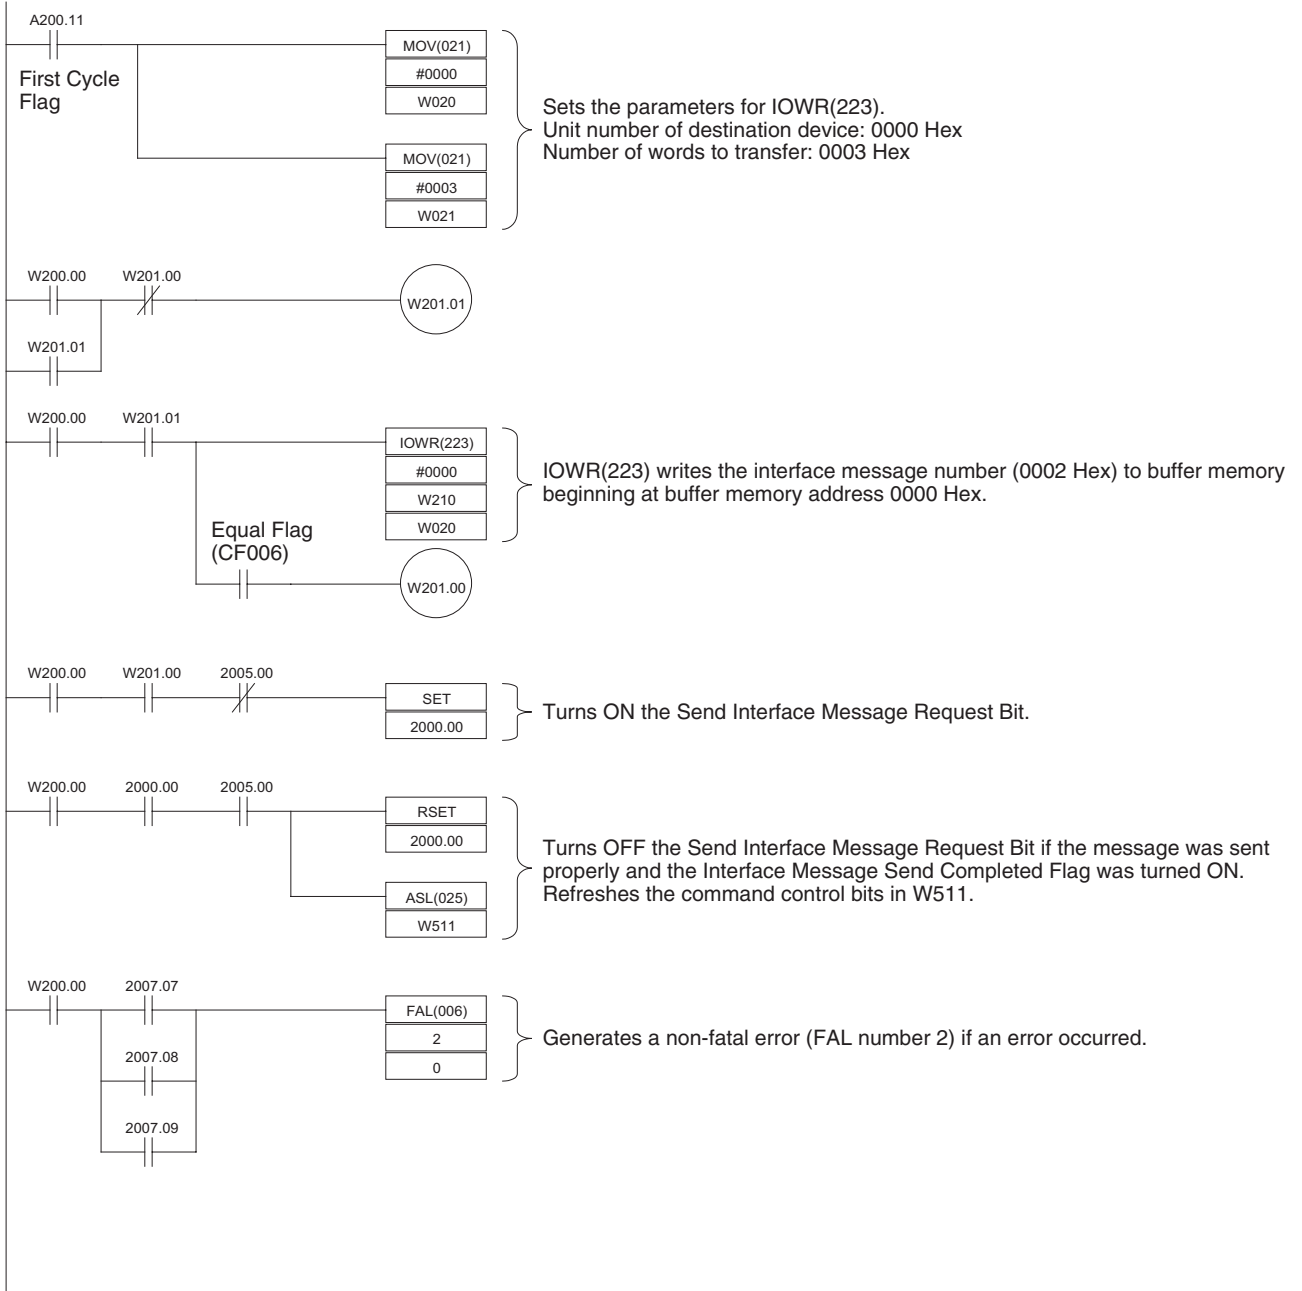 A200.11
First Cycle
Flag
MOV(021)
#0000
W020
MOV(021)
#0003
W021
Sets the parameters for IOWR(223).
Unit number of destination device: 0000 Hex
Number of words to transfer: 0003 Hex
W200.00 W201.00
W201.01
W201.01
W200.00 W201.01
IOWR(223)
#0000
W210
W020
IOWR(223) writes the interface message number (0002 Hex) to buffer memory
beginning at buffer memory address 0000 Hex.
Equal Flag
(CF006)
W201.00
W200.00 W201.00 2005.00
SET
2000.00
Turns ON the Send Interface Message Request Bit.
W200.00 2000.00 2005.00
RSET
2000.00
ASL(025)
W511
Turns OFF the Send Interface Message Request Bit if the message was sent
properly and the Interface Message Send Completed Flag was turned ON.
Refreshes the command control bits in W511.
W200.00 2007.07
2007.08
2007.09
FAL(006)
2
0
Generates a non-fatal error (FAL number 2) if an error occurred.